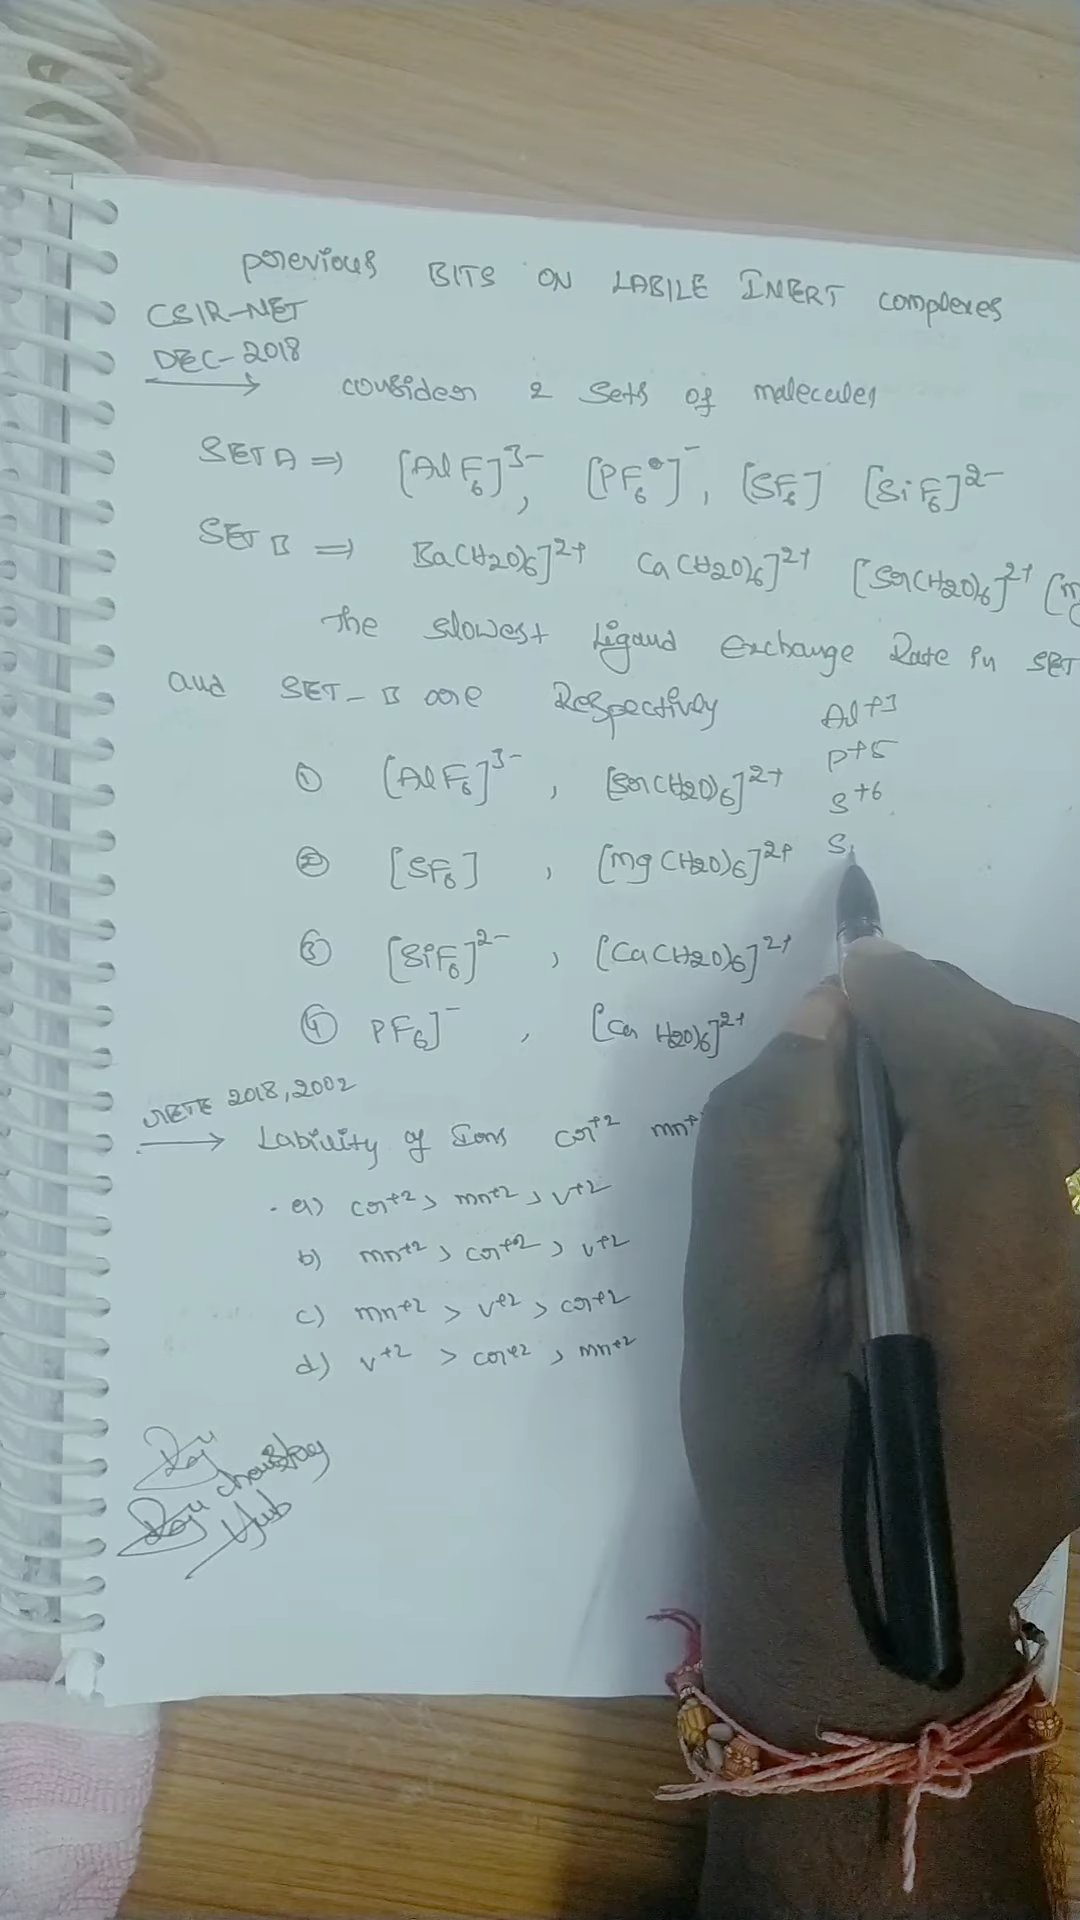 previous BITS ON LABILE INERT complexes
CSIR-NET
DEC-2018
consider 2 sets of malecules
SET A ⇒ [AlF6]3-, [PF6]-, [SF6] [SiF6]2-
SET B ⇒ Ba(H2O)6]2+ Ca(H2O)6]2+ [Sr(H2O)6]2+ [m
The slowest Ligand Exchange Rate in SET
and SET-B are Respectively
Al+3
P+5
S+6
① [AlF6]3-, [Sr(H2O)6]2+
② [SF6], [mg(H2O)6]2+
Si
③ [SiF6]2-, [Ca(H2O)6]2+
④ PF6]-, H2O)6]2+
2018, 2002
Lability of Ions cr+2 mn+
a) cr+2 > mn+2 > v+2
b) mn+2 > cr+2 > v+2
c) mn+2 > v+2 > cr+2
d) v+2 > cr+2 > mn+2
Raju
Raju